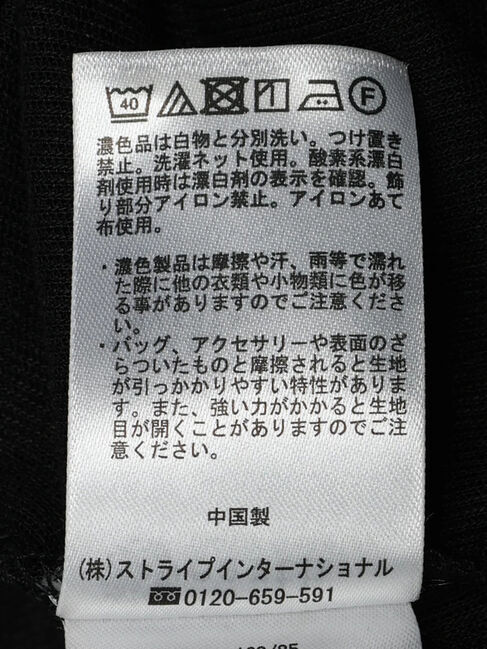 40 F
濃色品は白物と分別洗い。つけ置き
禁止。洗濯ネット使用。酸素系漂白
剤使用時は漂白剤の表示を確認。飾
り部分アイロン禁止。アイロンあて
布使用。
・濃色製品は摩擦や汗、雨等で濡れ
た際に他の衣類や小物類に色が移
る事がありますのでご注意くださ
い。
・バッグ、アクセサリーや表面のざ
らついたものと摩擦されると生地
が引っかかりやすい特性がありま
す。また、強い力がかかると生地
目が開くことがありますのでご注
意ください。
中国製
(株)ストライプインターナショナル
0120-659-591